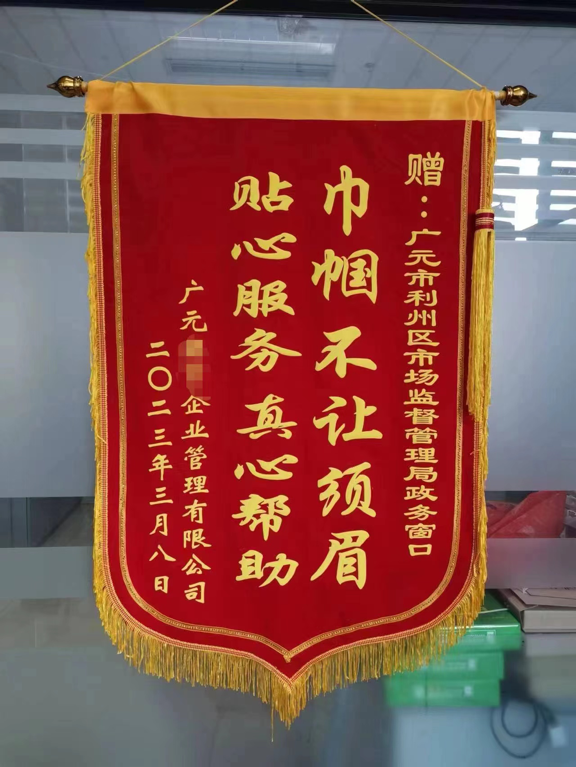 赠：广元市利州区市场监督管理局政务窗口
巾帼不让须眉
贴心服务 真心帮助
广元 企业管理有限公司
二〇二三年三月八日